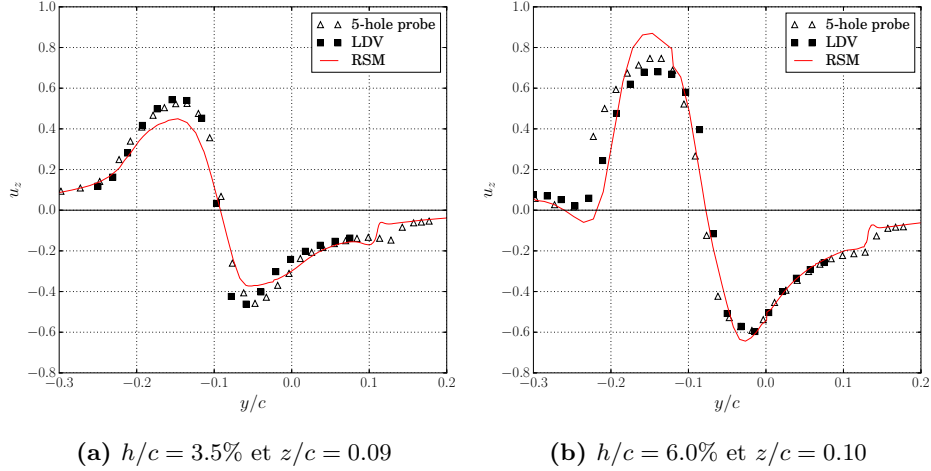 1.0
0.8
0.6
0.4
0.2
0.0
−0.2
−0.4
−0.6
−0.8
−0.3
−0.2
−0.1
0.0
0.1
0.2
u_z
y/c
5-hole probe
LDV
RSM
(a) h/c = 3.5% et z/c = 0.09
1.0
0.8
0.6
0.4
0.2
0.0
−0.2
−0.4
−0.6
−0.8
−0.3
−0.2
−0.1
0.0
0.1
0.2
u_z
y/c
5-hole probe
LDV
RSM
(b) h/c = 6.0% et z/c = 0.10